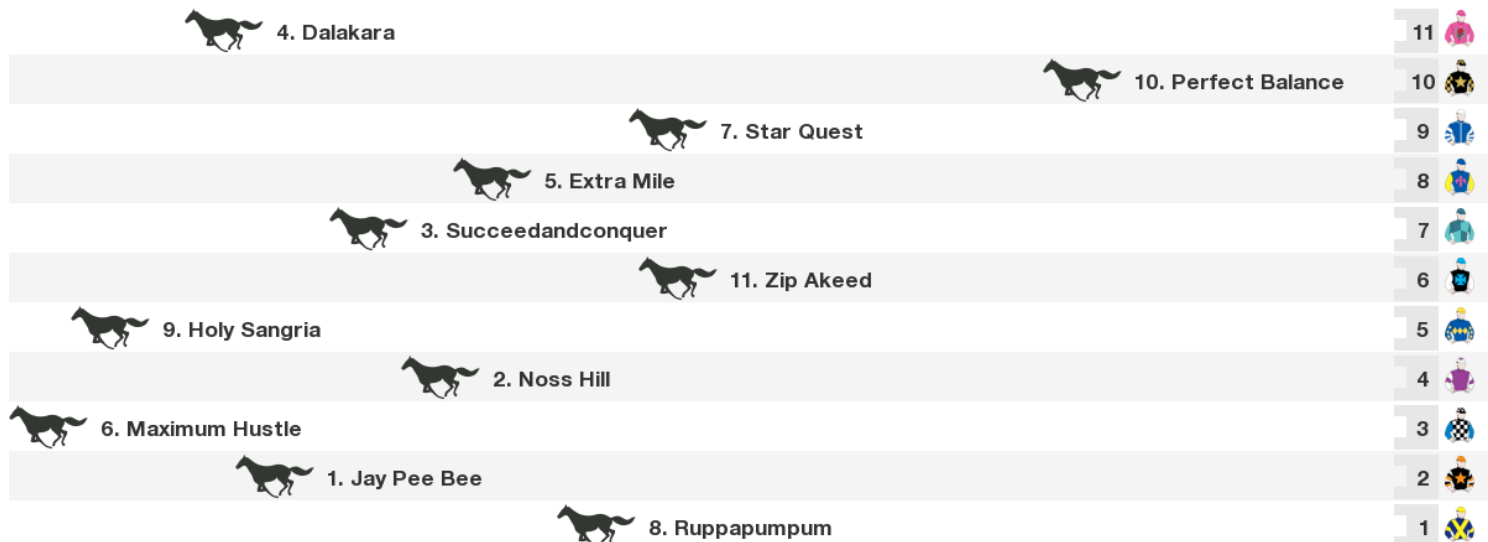 4. Dalakara 11
10. Perfect Balance 10
7. Star Quest 9
5. Extra Mile 8
3. Succeedandconquer 7
11. Zip Akeed 6
9. Holy Sangria 5
2. Noss Hill 4
6. Maximum Hustle 3
1. Jay Pee Bee 2
8. Ruppapumpum 1